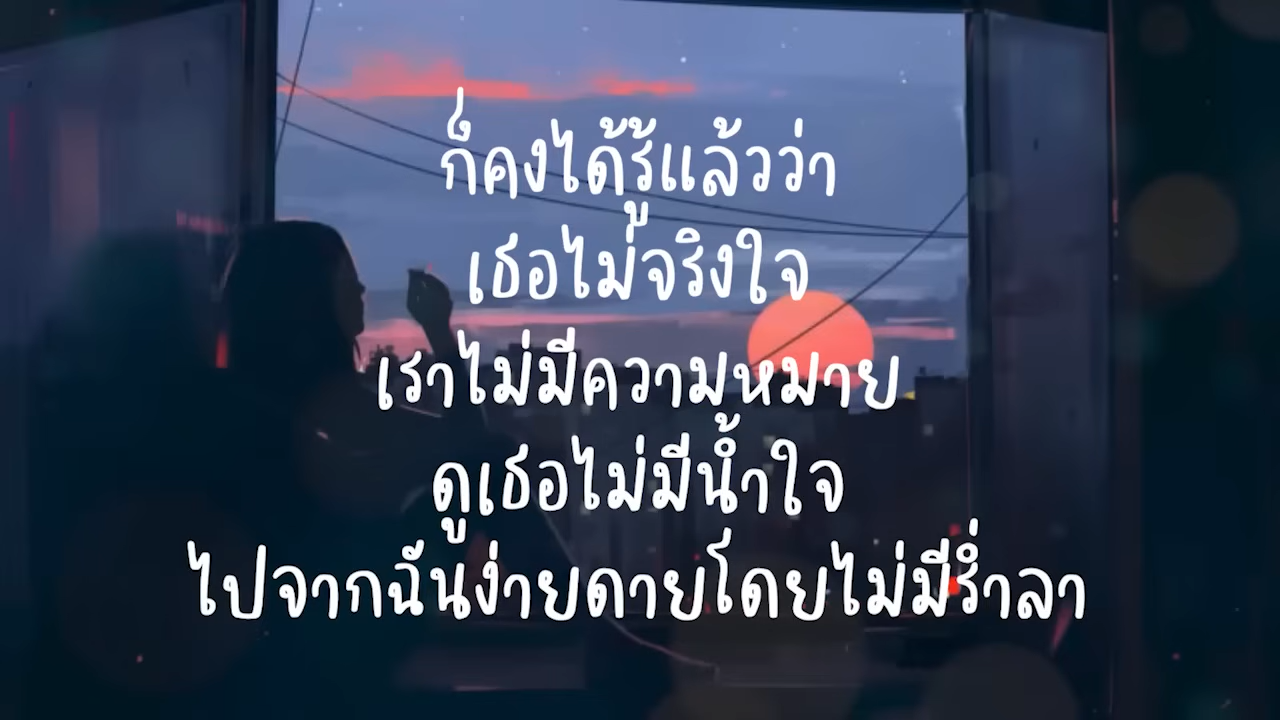 ก็คงได้รู้แล้วว่า
เธอไม่จริงใจ
เราไม่มีความหมาย
ดูเธอไม่มีน้ำใจ
ไปจากฉันง่ายดายโดยไม่มีร่ำลา